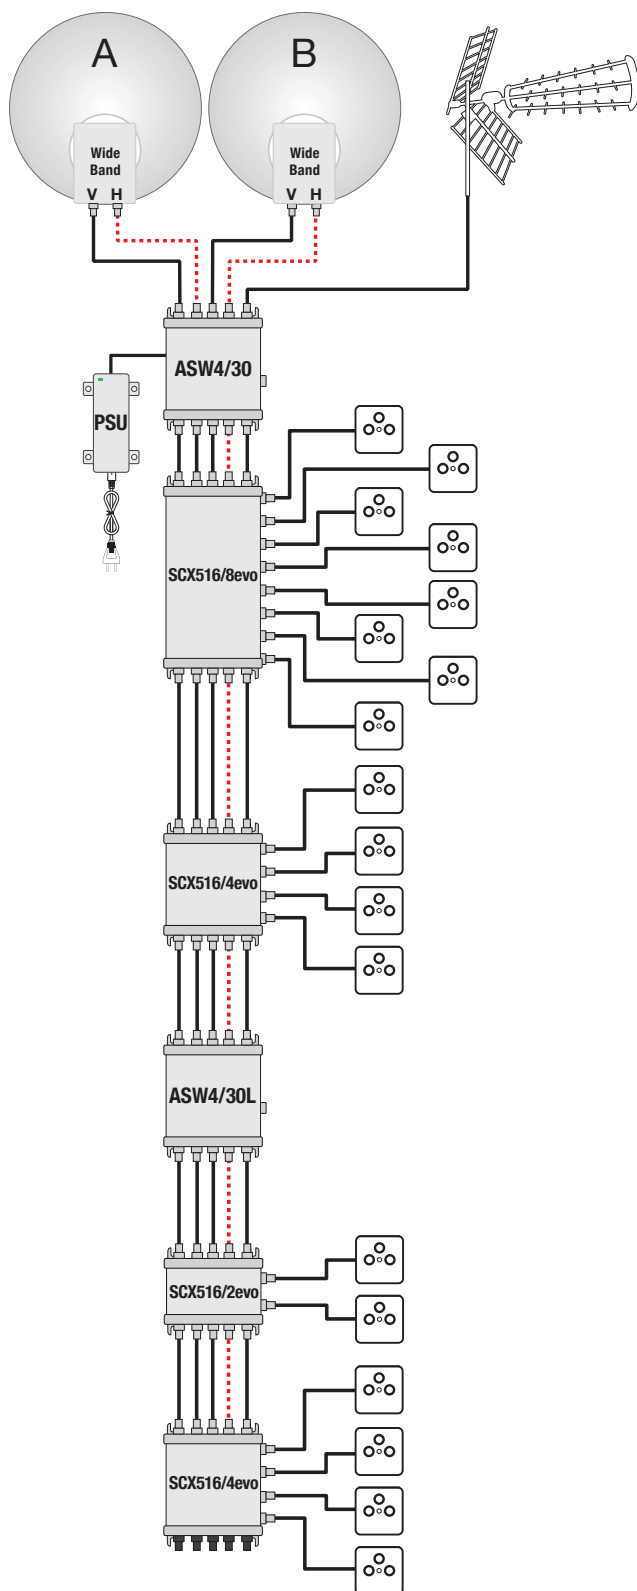 A
B
Wide
Band
V H
Wide
Band
V H
ASW4/30
PSU
SCX516/8evo
SCX516/4evo
ASW4/30L
SCX516/2evo
SCX516/4evo